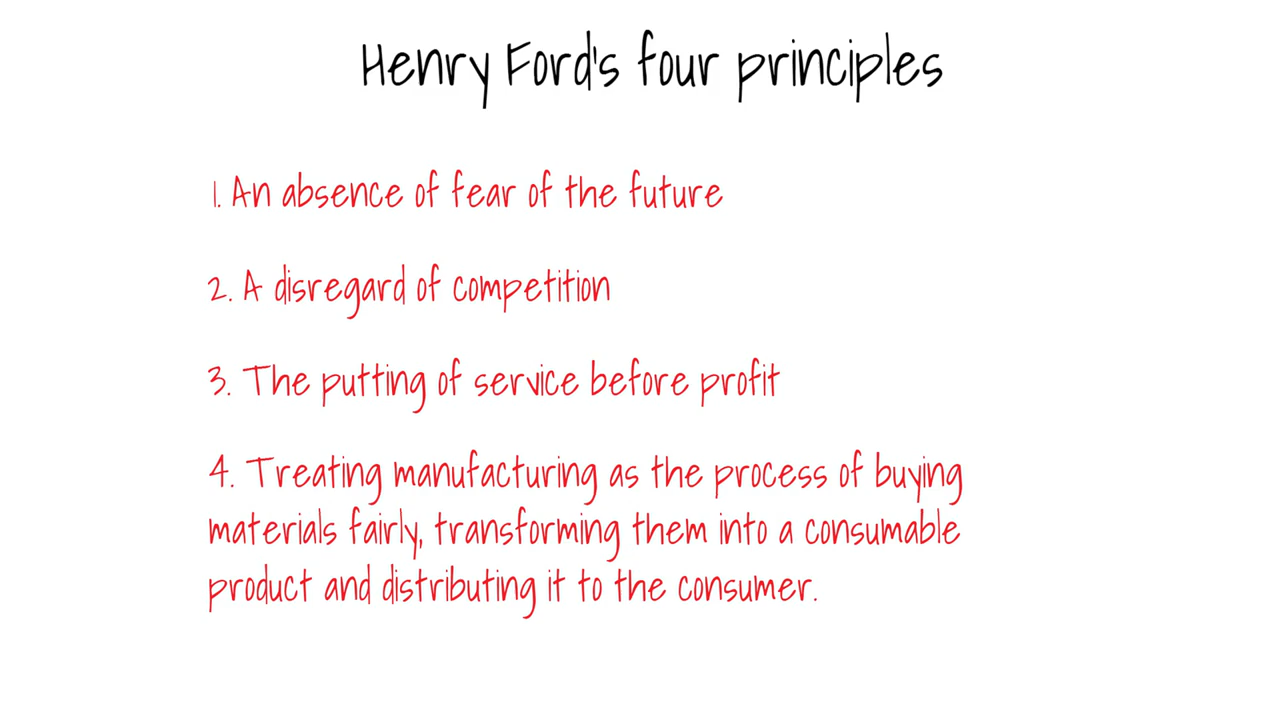 Henry Ford's four principles
1. An absence of fear of the future
2. A disregard of competition
3. The putting of service before profit
4. Treating manufacturing as the process of buying
materials fairly, transforming them into a consumable
product and distributing it to the consumer.